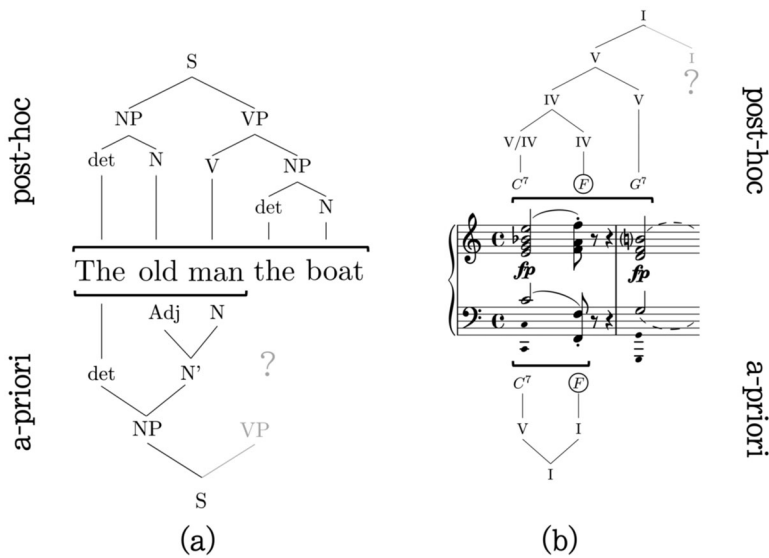 post-hoc
S
NP VP
det N V NP
det N
The old man the boat
Adj N
a-priori
det N' ?
NP VP
S
(a)
I
V I
?
IV V
V/IV IV
C⁷ F G⁷
post-hoc
fp fp
C⁷ F
V I
I
a-priori
(b)